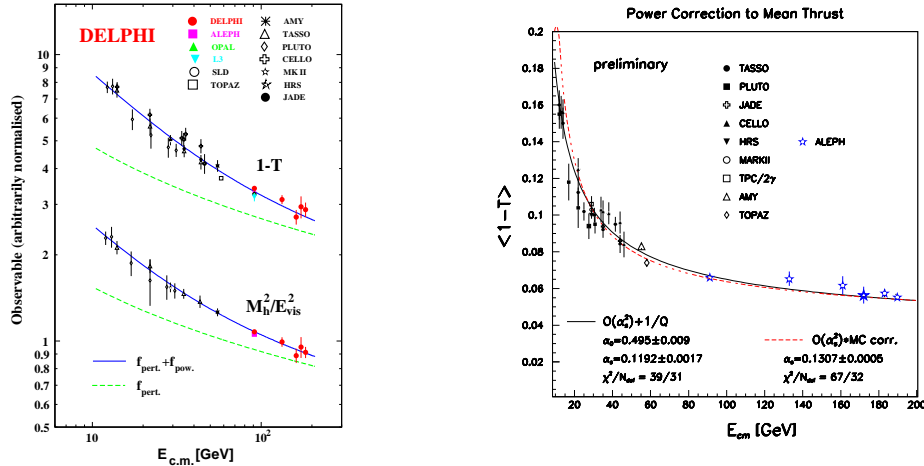 DELPHI
DELPHI
ALEPH
OPAL
L3
SLD
TOPAZ
AMY
TASSO
PLUTO
CELLO
MK II
HRS
JADE
1-T
M_h^2/E_vis^2
f_pert. + f_pow.
f_pert.
Observable (arbitrarily normalised)
10
9
8
7
6
5
4
3
2
1
0.9
0.8
0.7
0.6
0.5
10
10^2
E_c.m. [GeV]
Power Correction to Mean Thrust
preliminary
TASSO
PLUTO
JADE
CELLO
HRS
MARKII
TPC/2γ
AMY
TOPAZ
ALEPH
<1-T>
0.2
0.18
0.16
0.14
0.12
0.1
0.08
0.06
0.04
0.02
O(α_s^2)+1/Q
α_0=0.495±0.009
α_s=0.1192±0.0017
χ^2/N_dof = 39/31
O(α_s^2)*MC corr.
α_s=0.1307±0.0006
χ^2/N_dof = 67/32
20 40 60 80 100 120 140 160 180 200
E_cm [GeV]